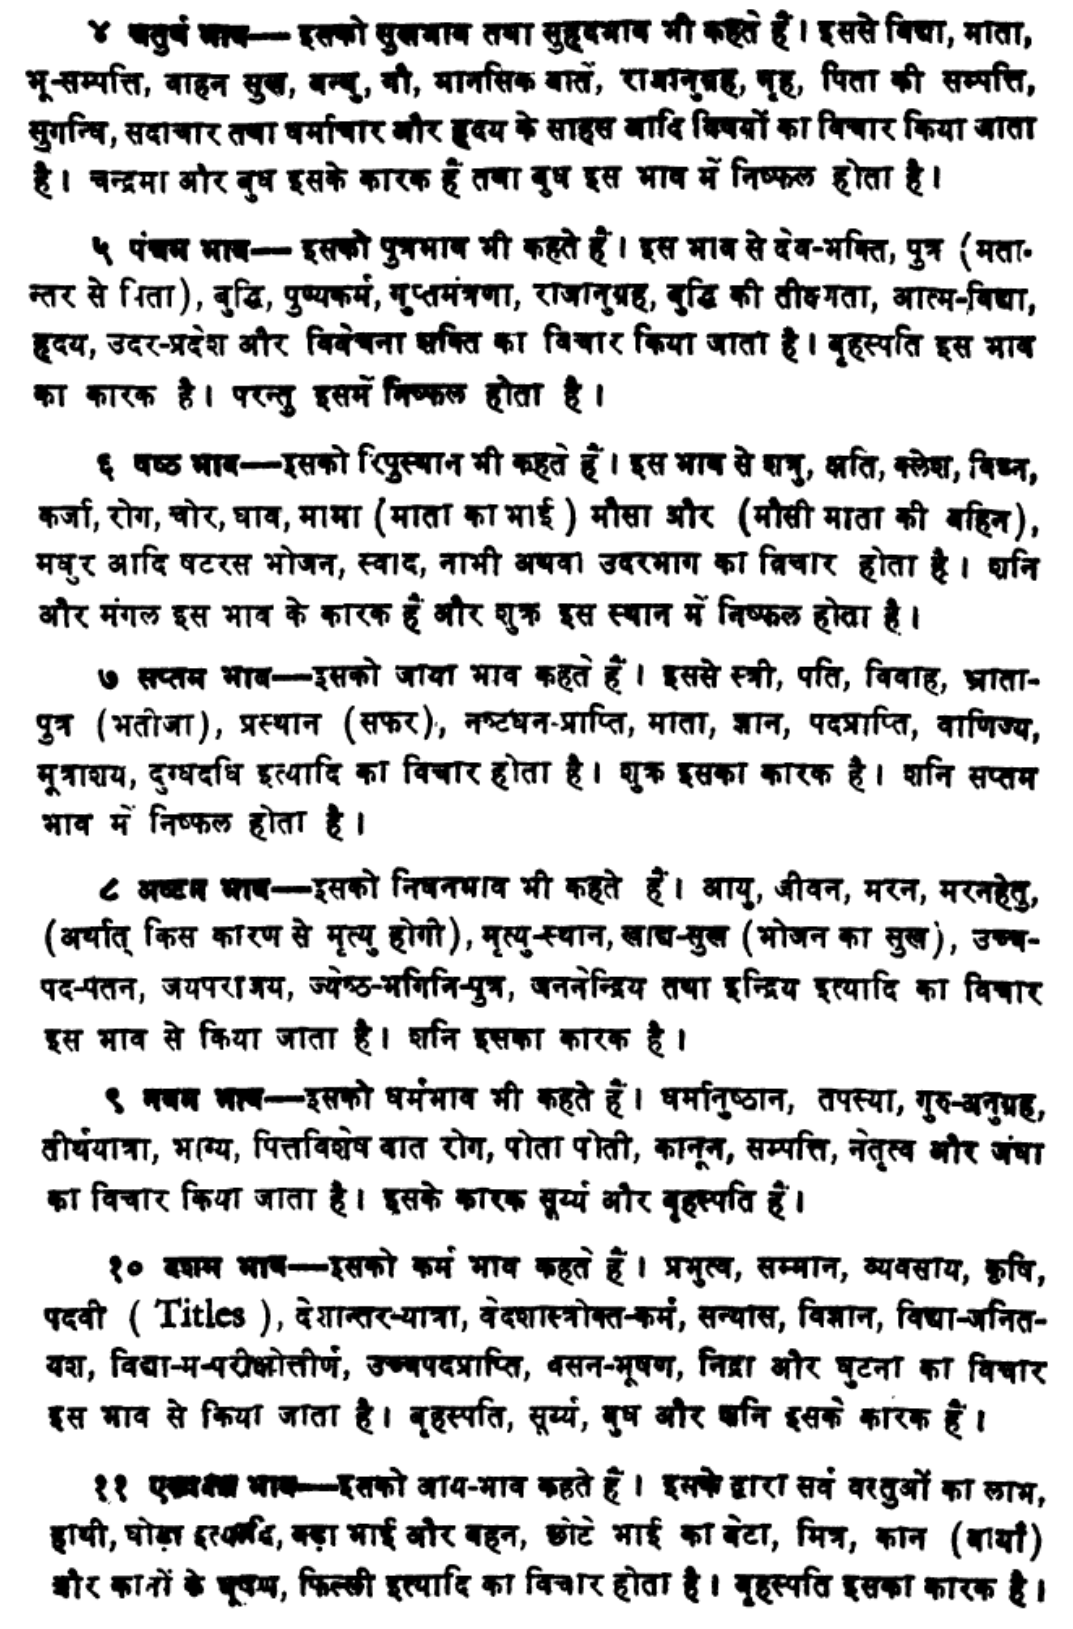 ४ चतुर्थ भाव—इसको सुखभाव तथा सुहृदभाव भी कहते हैं। इससे विद्या, माता,
भू-सम्पत्ति, वाहन सुख, बन्धु, गौ, मानसिक बातें, राजानुग्रह, गृह, पिता की सम्पत्ति,
सुगन्धि, सदाचार तथा धर्माचार और हृदय के साहस आदि विषयों का विचार किया जाता
है। चन्द्रमा और बुध इसके कारक हैं तथा बुध इस भाव में निष्फल होता है।
५ पंचम भाव—इसको पुत्रभाव भी कहते हैं। इस भाव से देव-भक्ति, पुत्र (मता-
न्तर से पिता), बुद्धि, पुण्यकर्म, गुप्तमंत्रणा, राजानुग्रह, बुद्धि की तीक्ष्णता, आत्म-विद्या,
हृदय, उदर-प्रदेश और विवेचना शक्ति का विचार किया जाता है। बृहस्पति इस भाव
का कारक है। परन्तु इसमें निष्फल होता है।
६ षष्ठ भाव—इसको रिपुस्थान भी कहते हैं। इस भाव से शत्रु, क्षति, क्लेश, विघ्न,
कर्जा, रोग, चोर, घाव, मामा (माता का भाई) मौसा और (मौसी माता की बहिन),
मधुर आदि षटरस भोजन, स्वाद, नाभी अथवा उदरभाग का विचार होता है। शनि
और मंगल इस भाव के कारक हैं और शुक्र इस स्थान में निष्फल होता है।
७ सप्तम भाव—इसको जाया भाव कहते हैं। इससे स्त्री, पति, विवाह, भ्राता-
पुत्र (भतीजा), प्रस्थान (सफर), नष्टधन-प्राप्ति, माता, ज्ञान, पदप्राप्ति, वाणिज्य,
मूत्राशय, दुग्धदधि इत्यादि का विचार होता है। शुक्र इसका कारक है। शनि सप्तम
भाव में निष्फल होता है।
८ अष्टम भाव—इसको निधनभाव भी कहते हैं। आयु, जीवन, मरन, मरनहेतु,
(अर्थात् किस कारण से मृत्यु होगी), मृत्यु-स्थान, खाद्य-सुख (भोजन का सुख), उच्च-
पद-पतन, जयपराजय, ज्येष्ठ-भगिनि-पुत्र, जननेन्द्रिय तथा इन्द्रिय इत्यादि का विचार
इस भाव से किया जाता है। शनि इसका कारक है।
९ नवम भाव—इसको धर्मभाव भी कहते हैं। धर्मानुष्ठान, तपस्या, गुरु-अनुग्रह,
तीर्थयात्रा, भाग्य, पित्तविशेष वात रोग, पोता पोती, कानून, सम्पत्ति, नेतृत्व और जंघा
का विचार किया जाता है। इसके कारक सूर्य्य और बृहस्पति हैं।
१० दशम भाव—इसको कर्म भाव कहते हैं। प्रभुत्व, सम्मान, व्यवसाय, कृषि,
पदवी ( Titles ), देशान्तर-यात्रा, वेदशास्त्रोक्त-कर्म, सन्यास, विज्ञान, विद्या-जनित-
यश, विद्या-म-परीक्षोत्तीर्ण, उच्चपदप्राप्ति, वसन-भूषण, निद्रा और घुटना का विचार
इस भाव से किया जाता है। बृहस्पति, सूर्य्य, बुध और शनि इसके कारक हैं।
११ एकादश भाव—इसको आय-भाव कहते हैं। इसके द्वारा सर्व वस्तुओं का लाभ,
हाथी, घोड़ा इत्यादि, बड़ा भाई और बहन, छोटे भाई का बेटा, मित्र, कान (बायाँ)
और कानों के भूषण, फिल्ली इत्यादि का विचार होता है। बृहस्पति इसका कारक है।